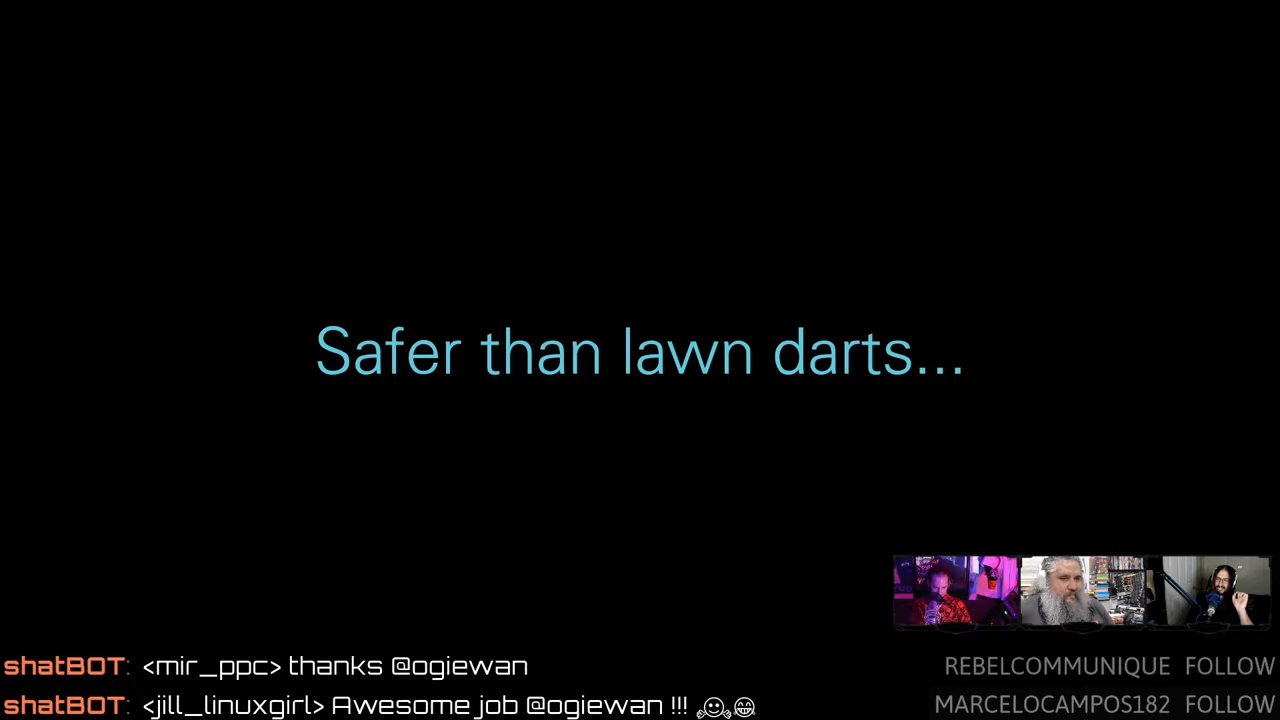 Safer than lawn darts...
shatBOT: <mir_ppc> thanks @ogiewan
REBELCOMMUNIQUE FOLLOW
shatBOT: <jill_linuxgirl> Awesome job @ogiewan !!! 🤗😁
MARCELOCAMPOS182 FOLLOW